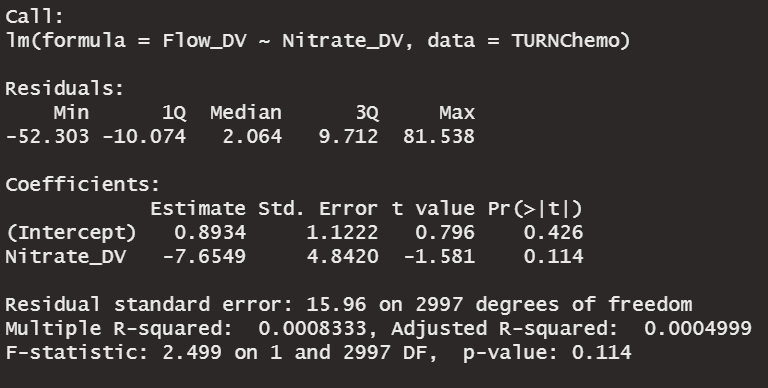 Call:
lm(formula = Flow_DV ~ Nitrate_DV, data = TURNChemo)
Residuals:
Min 1Q Median 3Q Max
-52.303 -10.074 2.064 9.712 81.538
Coefficients:
Estimate Std. Error t value Pr(>|t|)
(Intercept) 0.8934 1.1222 0.796 0.426
Nitrate_DV -7.6549 4.8420 -1.581 0.114
Residual standard error: 15.96 on 2997 degrees of freedom
Multiple R-squared: 0.0008333, Adjusted R-squared: 0.0004999
F-statistic: 2.499 on 1 and 2997 DF, p-value: 0.114